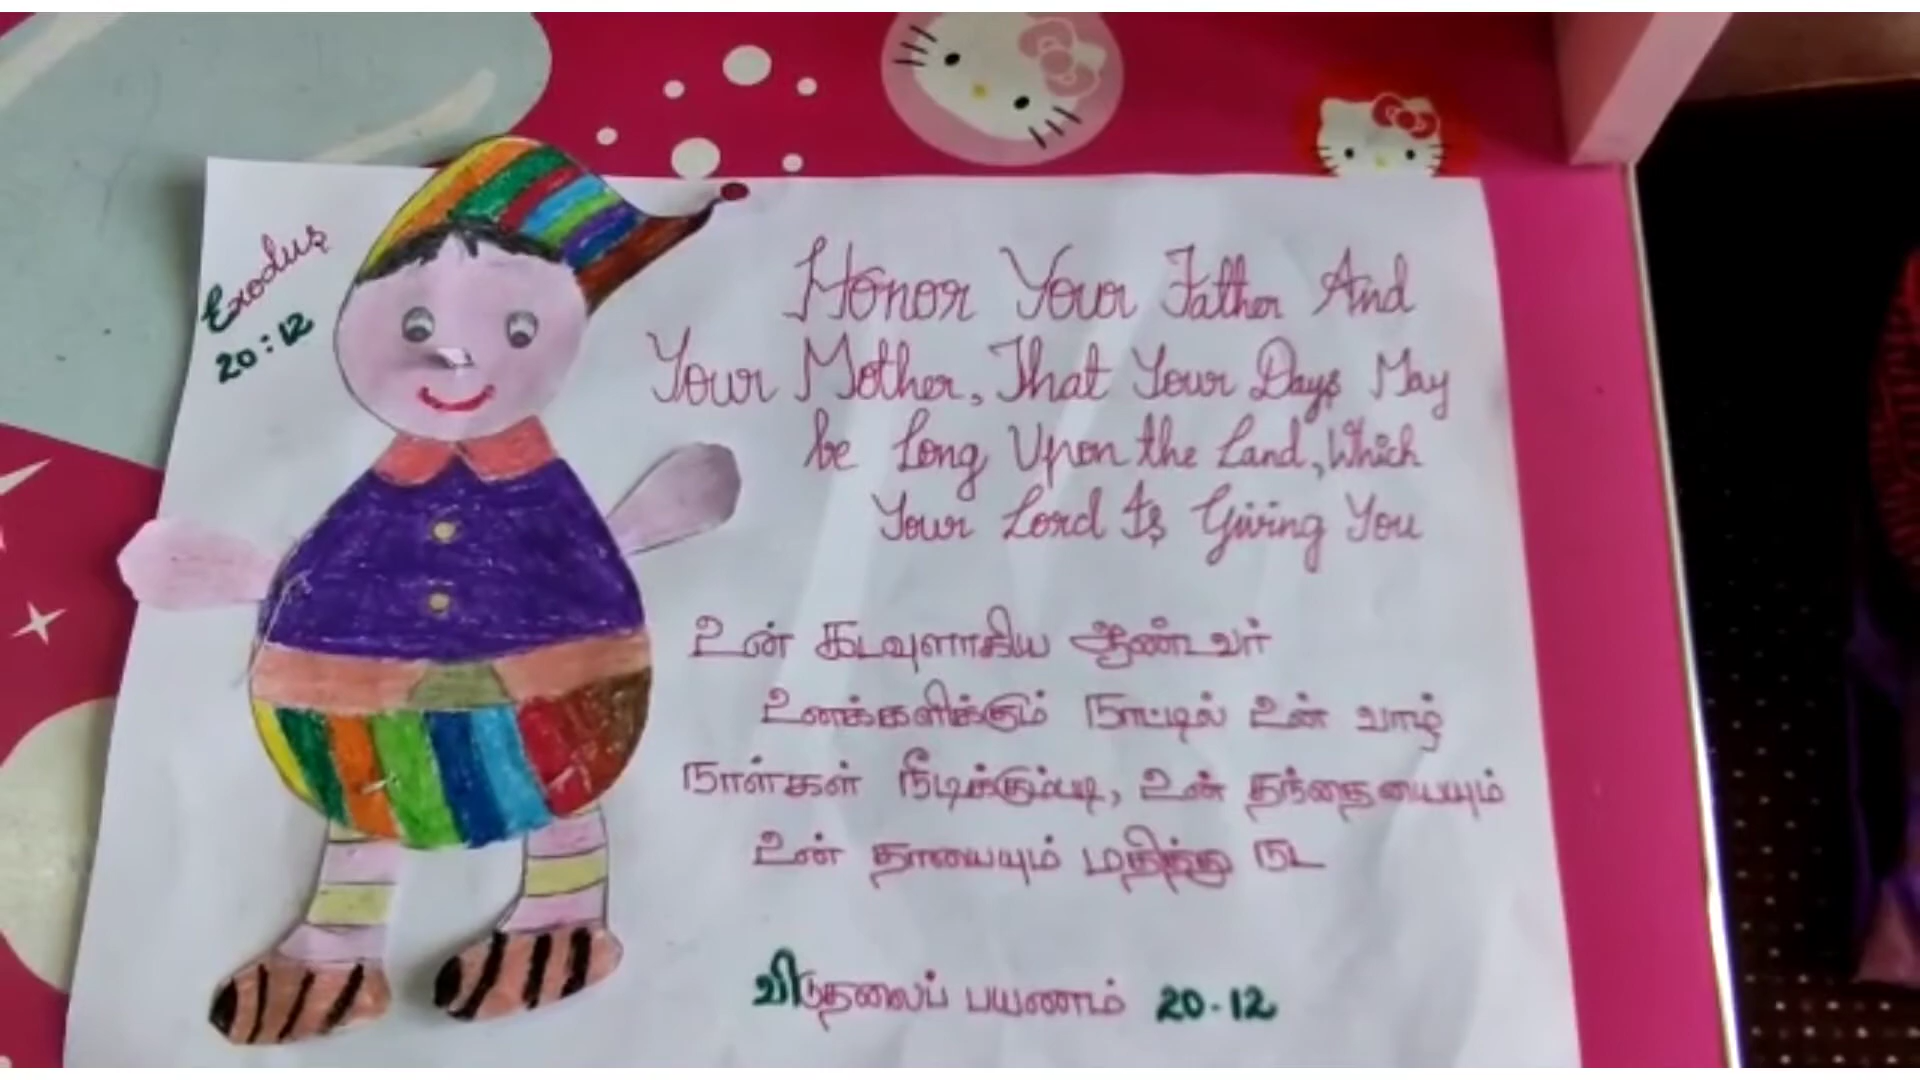 Exodus
20:12
Honor Your Father And
Your Mother, That Your Days May
be Long Upon the Land, Which
Your Lord Is Giving You
உன் கடவுளாகிய ஆண்டவர்
உனக்களிக்கும் நாட்டில் உன் வாழ்
நாள்கள் நீடிக்கும்படி, உன் தந்தையையும்
உன் தாயையும் மதித்து நட
விடுதலைப் பயணம் 20-12